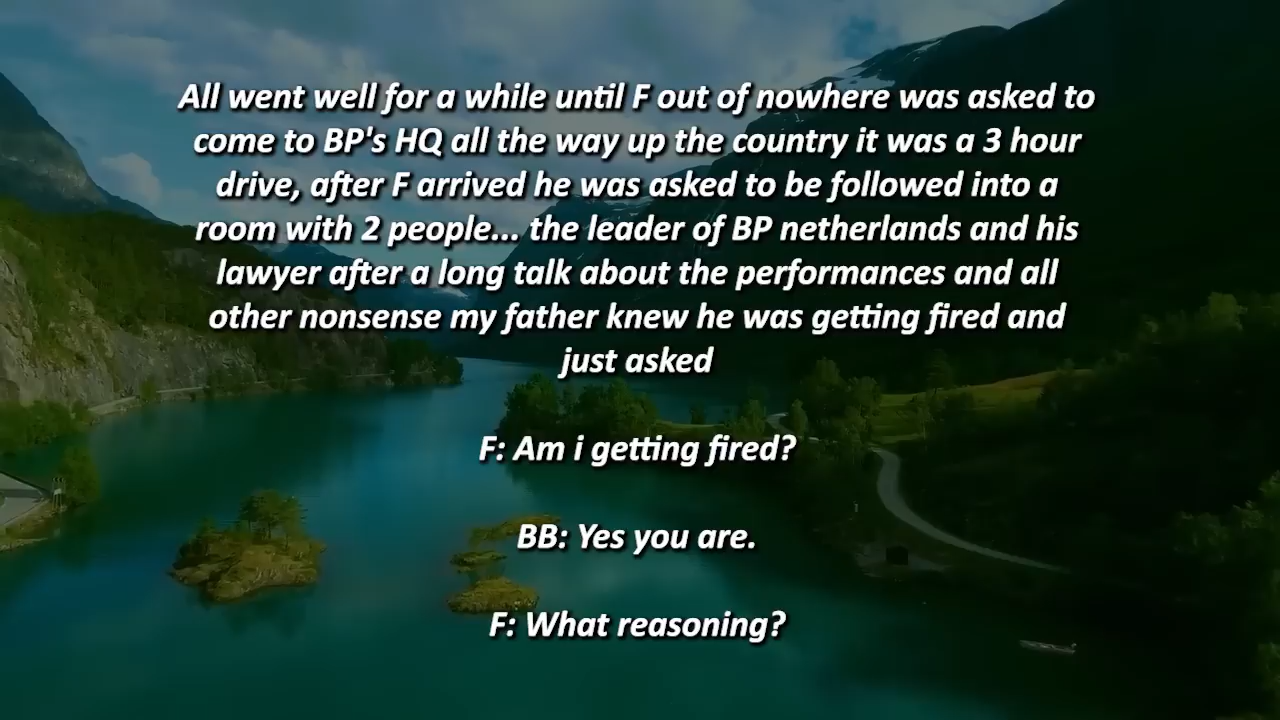 All went well for a while until F out of nowhere was asked to
come to BP's HQ all the way up the country it was a 3 hour
drive, after F arrived he was asked to be followed into a
room with 2 people... the leader of BP netherlands and his
lawyer after a long talk about the performances and all
other nonsense my father knew he was getting fired and
just asked
F: Am i getting fired?
BB: Yes you are.
F: What reasoning?